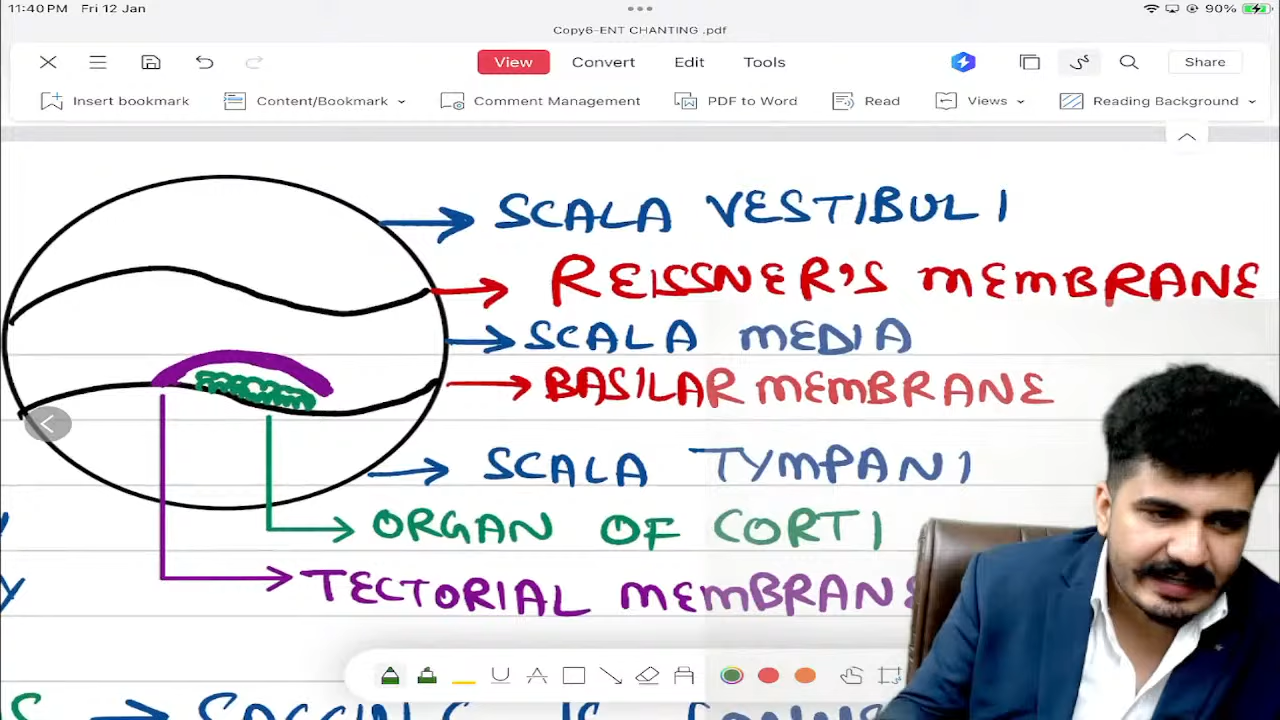 11:40 PM Fri 12 Jan
90%
Copy6-ENT CHANTING .pdf
View Convert Edit Tools Share
Insert bookmark Content/Bookmark Comment Management PDF to Word Read Views Reading Background
SCALA VESTIBULI
REISSNER'S MEMBRANE
SCALA MEDIA
BASILAR MEMBRANE
SCALA TYMPANI
ORGAN OF CORTI
TECTORIAL MEMBRANE